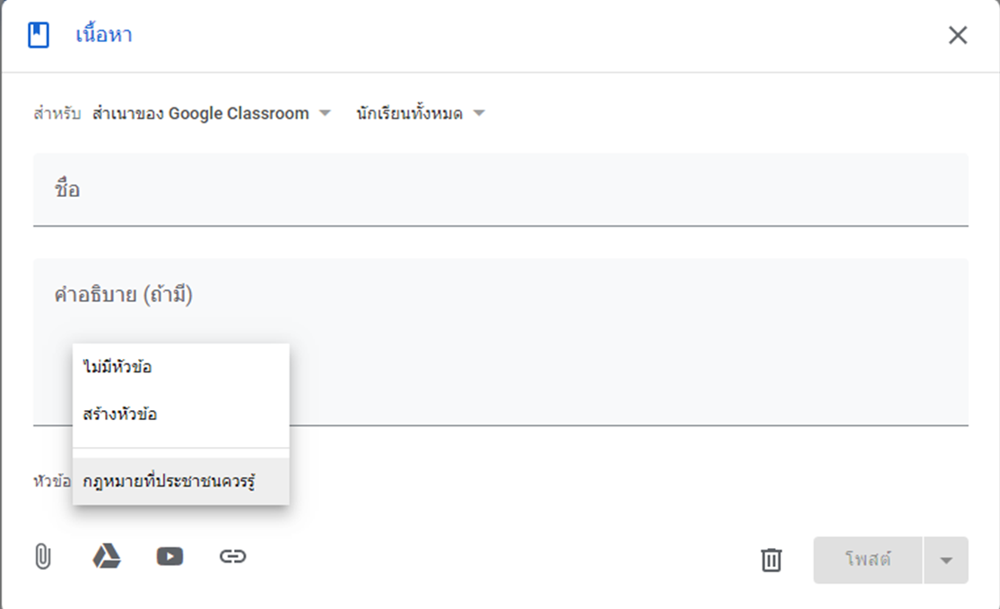 เนื้อหา
สำหรับ สำเนาของ Google Classroom นักเรียนทั้งหมด
ชื่อ
คำอธิบาย (ถ้ามี)
ไม่มีหัวข้อ
สร้างหัวข้อ
หัวข้อ กฎหมายที่ประชาชนควรรู้
โพสต์